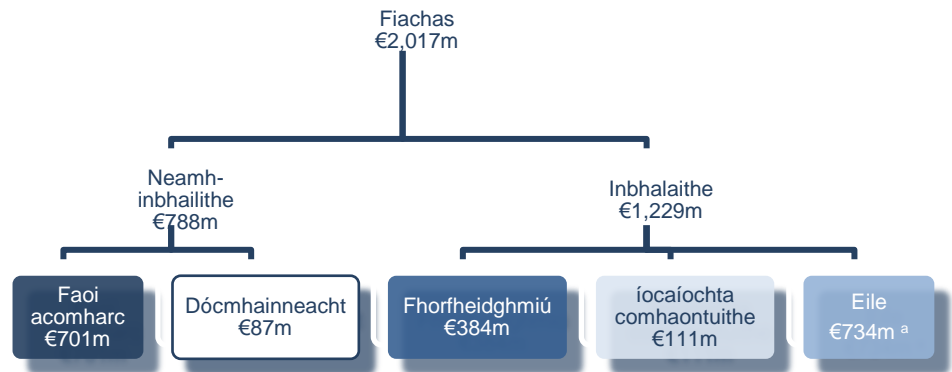 Fiachas
€2,017m
Neamh-
inbhailithe
€788m
Inbhalaithe
€1,229m
Faoi
acomharc
€701m
Dócmhainneacht
€87m
Fhorfheidghmiú
€384m
íocaíochta
comhaontuithe
€111m
Eile
€734m ª